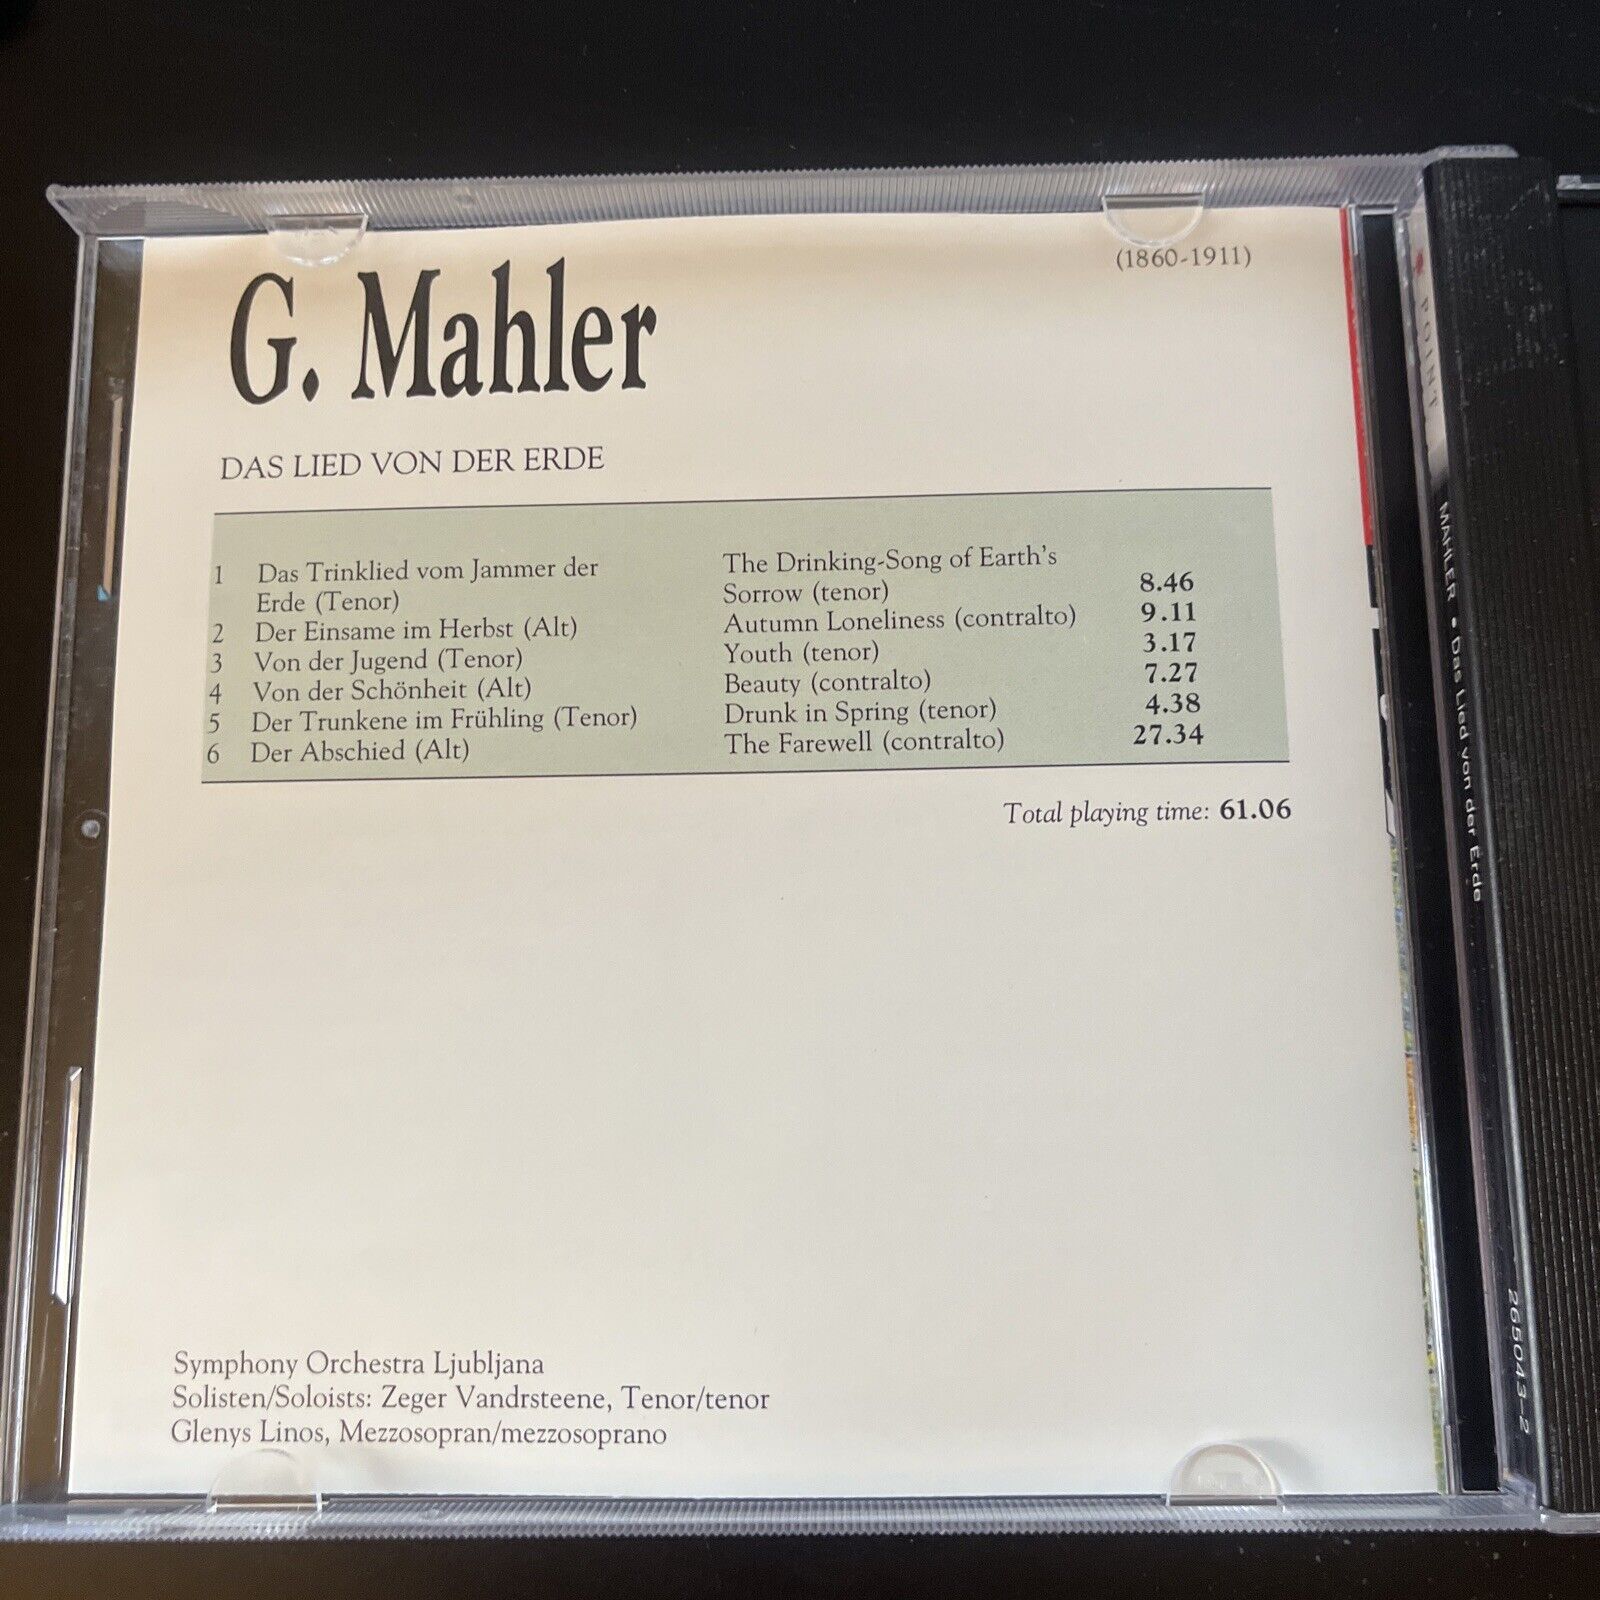 (1860-1911)
G. Mahler
DAS LIED VON DER ERDE
1 Das Trinklied vom Jammer der The Drinking-Song of Earth's
Erde (Tenor) Sorrow (tenor) 8.46
2 Der Einsame im Herbst (Alt) Autumn Loneliness (contralto) 9.11
3 Von der Jugend (Tenor) Youth (tenor) 3.17
4 Von der Schönheit (Alt) Beauty (contralto) 7.27
5 Der Trunkene im Frühling (Tenor) Drunk in Spring (tenor) 4.38
6 Der Abschied (Alt) The Farewell (contralto) 27.34
Total playing time: 61.06
Symphony Orchestra Ljubljana
Solisten/Soloists: Zeger Vandrsteene, Tenor/tenor
Glenys Linos, Mezzosopran/mezzosoprano
POINT MAHLER • Das Lied von der Erde 265043-2